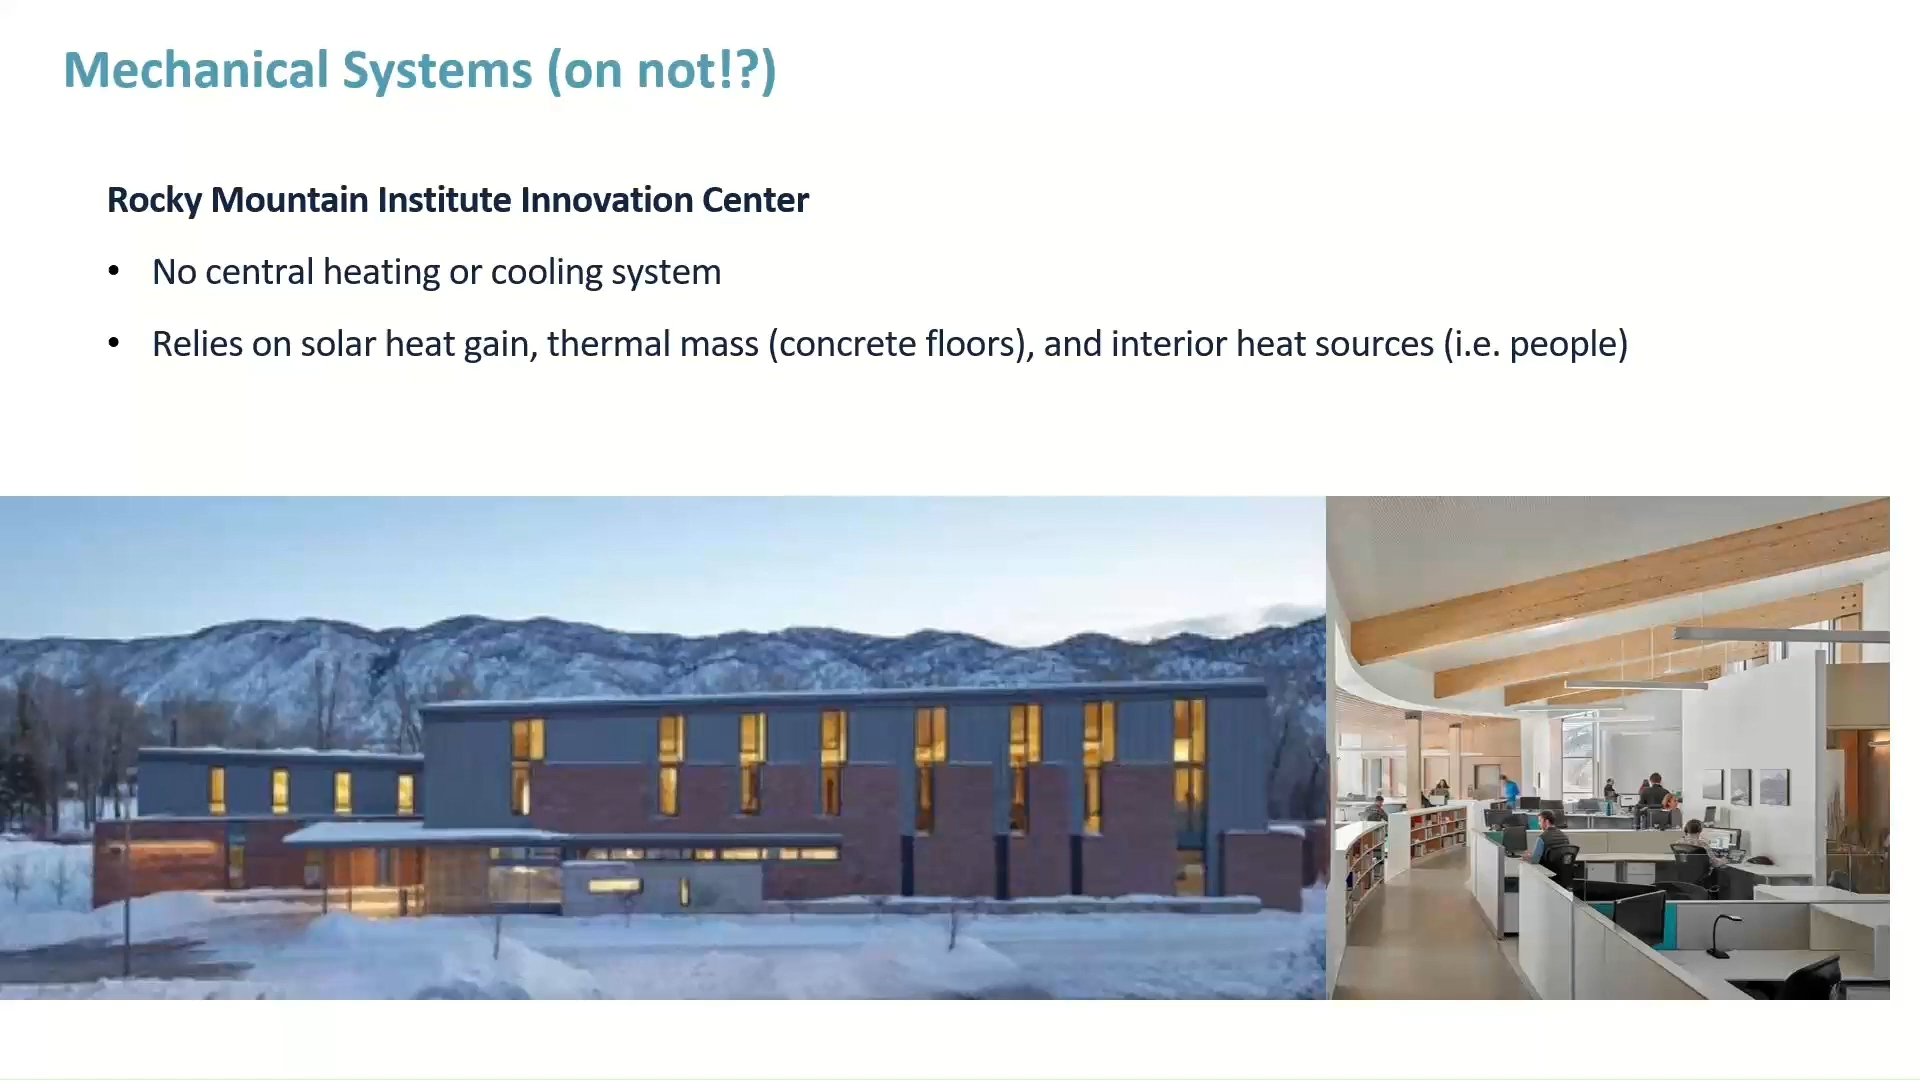 Mechanical Systems (on not!?)
Rocky Mountain Institute Innovation Center
• No central heating or cooling system
• Relies on solar heat gain, thermal mass (concrete floors), and interior heat sources (i.e. people)